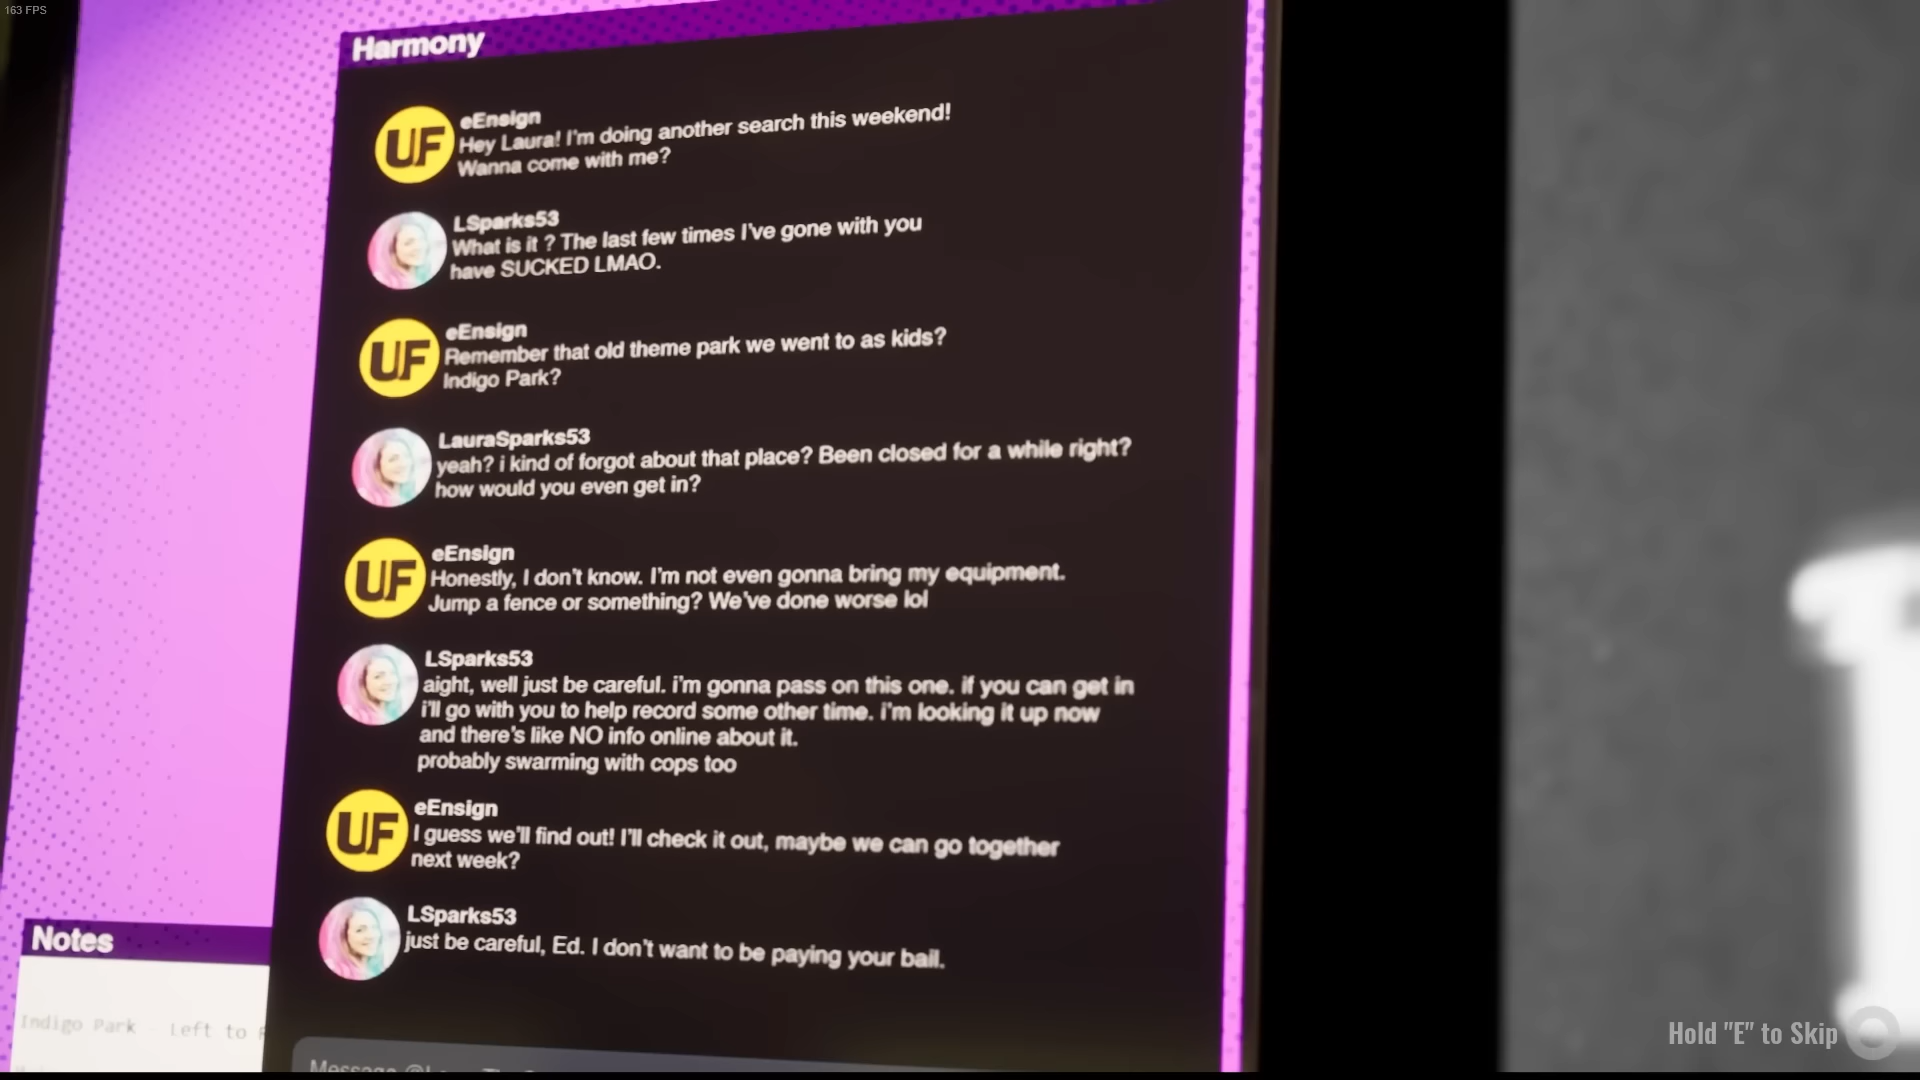 163 FPS
Harmony
UF
eEnsign
Hey Laura! I'm doing another search this weekend!
Wanna come with me?
LSparks53
What is it ? The last few times I've gone with you
have SUCKED LMAO.
UF
eEnsign
Remember that old theme park we went to as kids?
Indigo Park?
LauraSparks53
yeah? i kind of forgot about that place? Been closed for a while right?
how would you even get in?
UF
eEnsign
Honestly, I don't know. I'm not even gonna bring my equipment.
Jump a fence or something? We've done worse lol
LSparks53
aight, well just be careful. i'm gonna pass on this one. if you can get in
i'll go with you to help record some other time. i'm looking it up now
and there's like NO info online about it.
probably swarming with cops too
UF
eEnsign
I guess we'll find out! I'll check it out, maybe we can go together
next week?
LSparks53
just be careful, Ed. I don't want to be paying your bail.
Notes
Indigo Park Left to
Message
Hold "E" to Skip